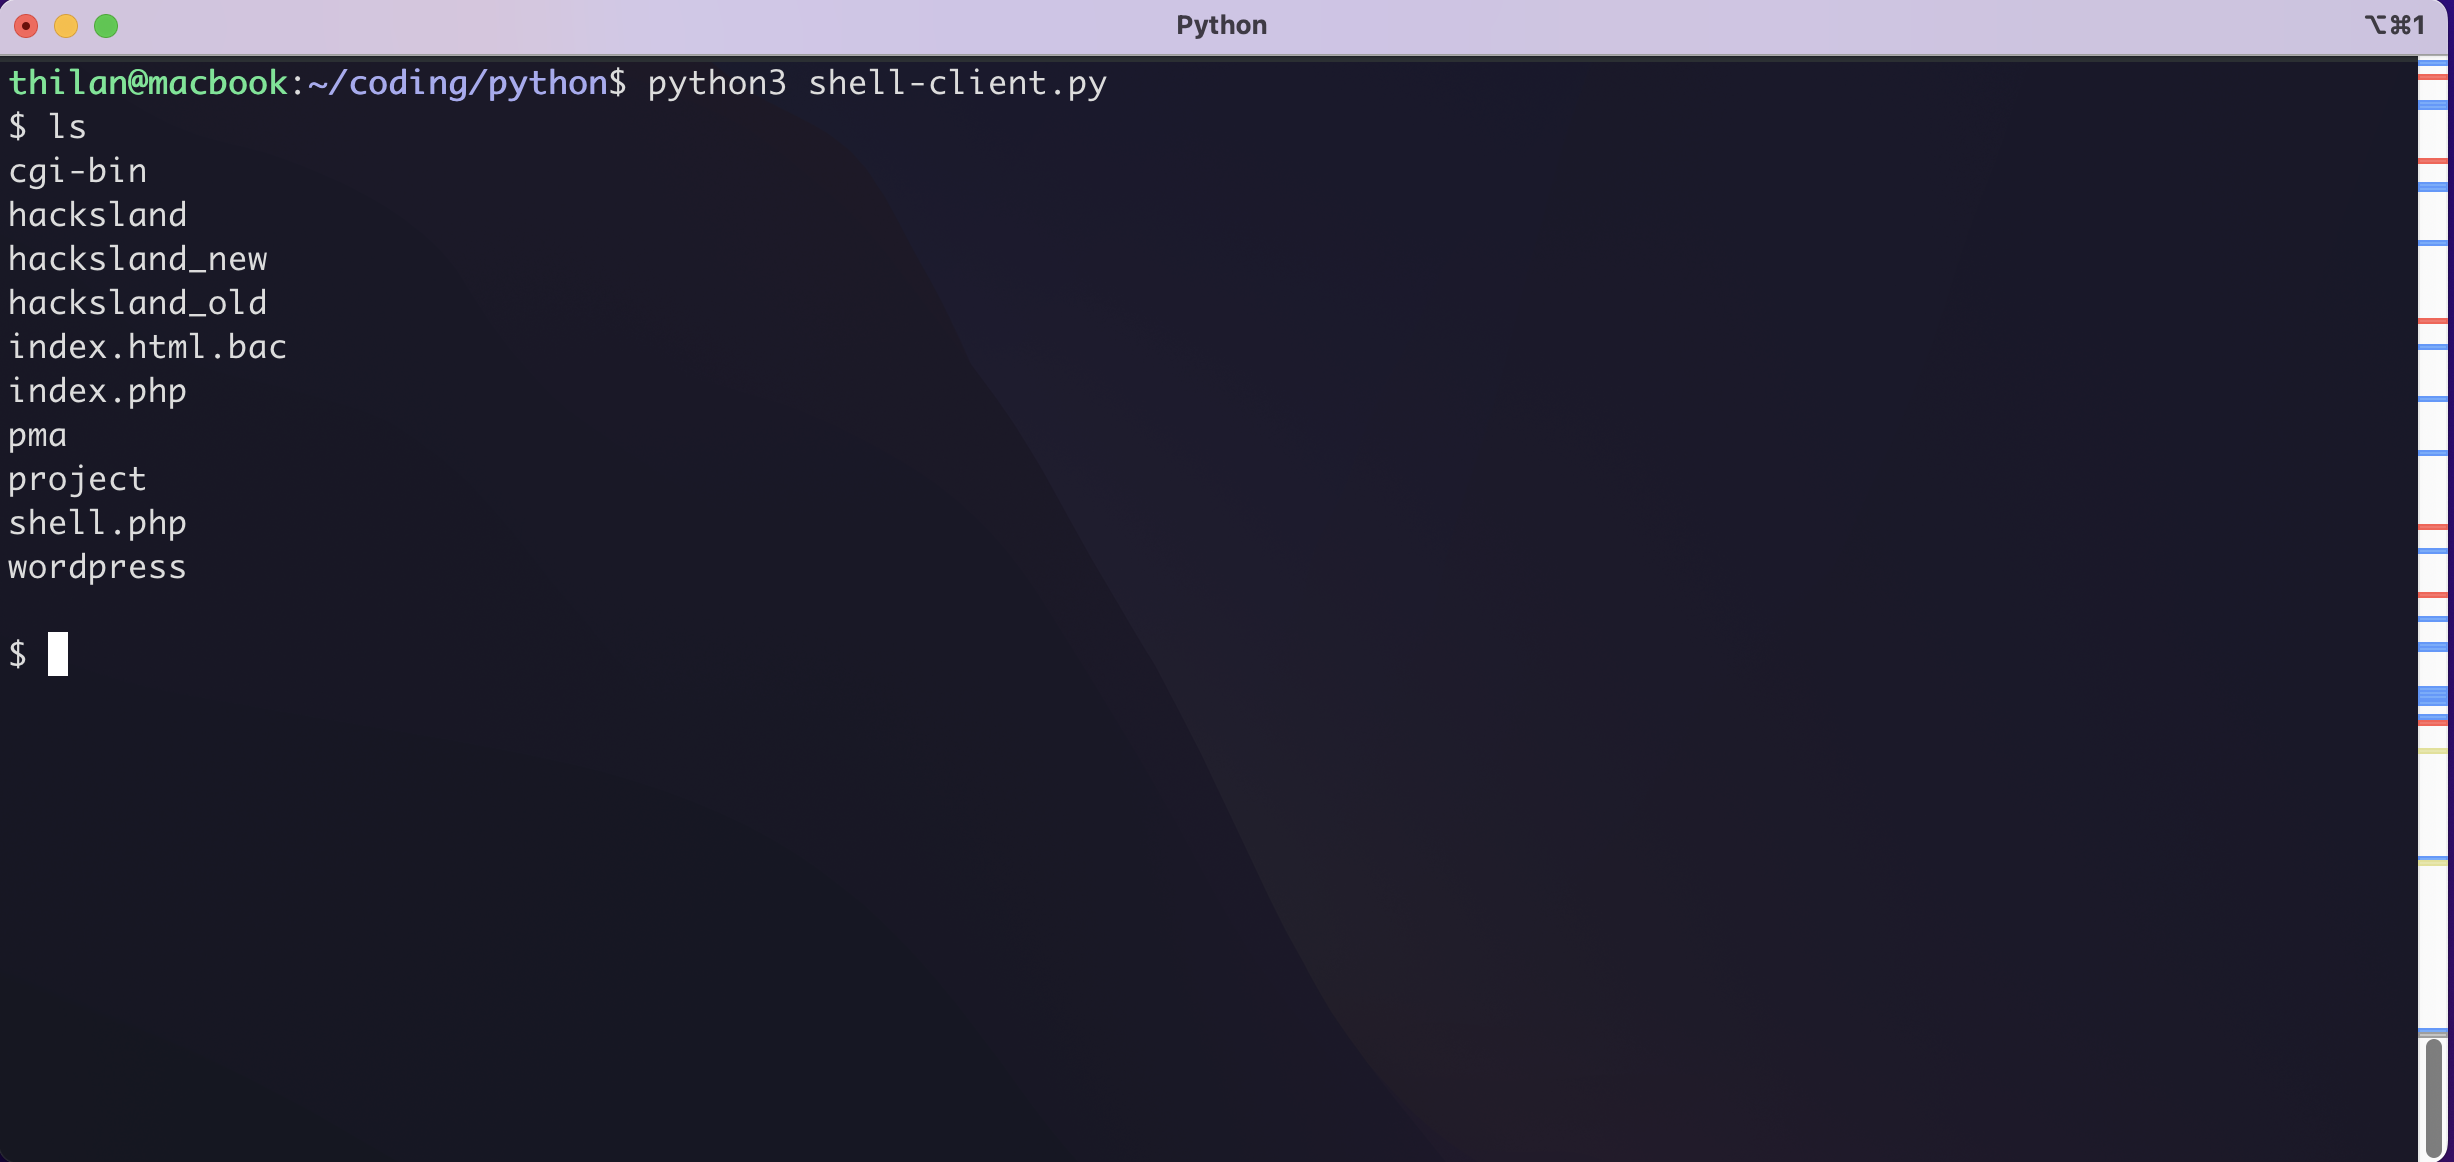 Python
⌥⌘1
thilan@macbook:~/coding/python$ python3 shell-client.py
$ ls
cgi-bin
hacksland
hacksland_new
hacksland_old
index.html.bac
index.php
pma
project
shell.php
wordpress
$